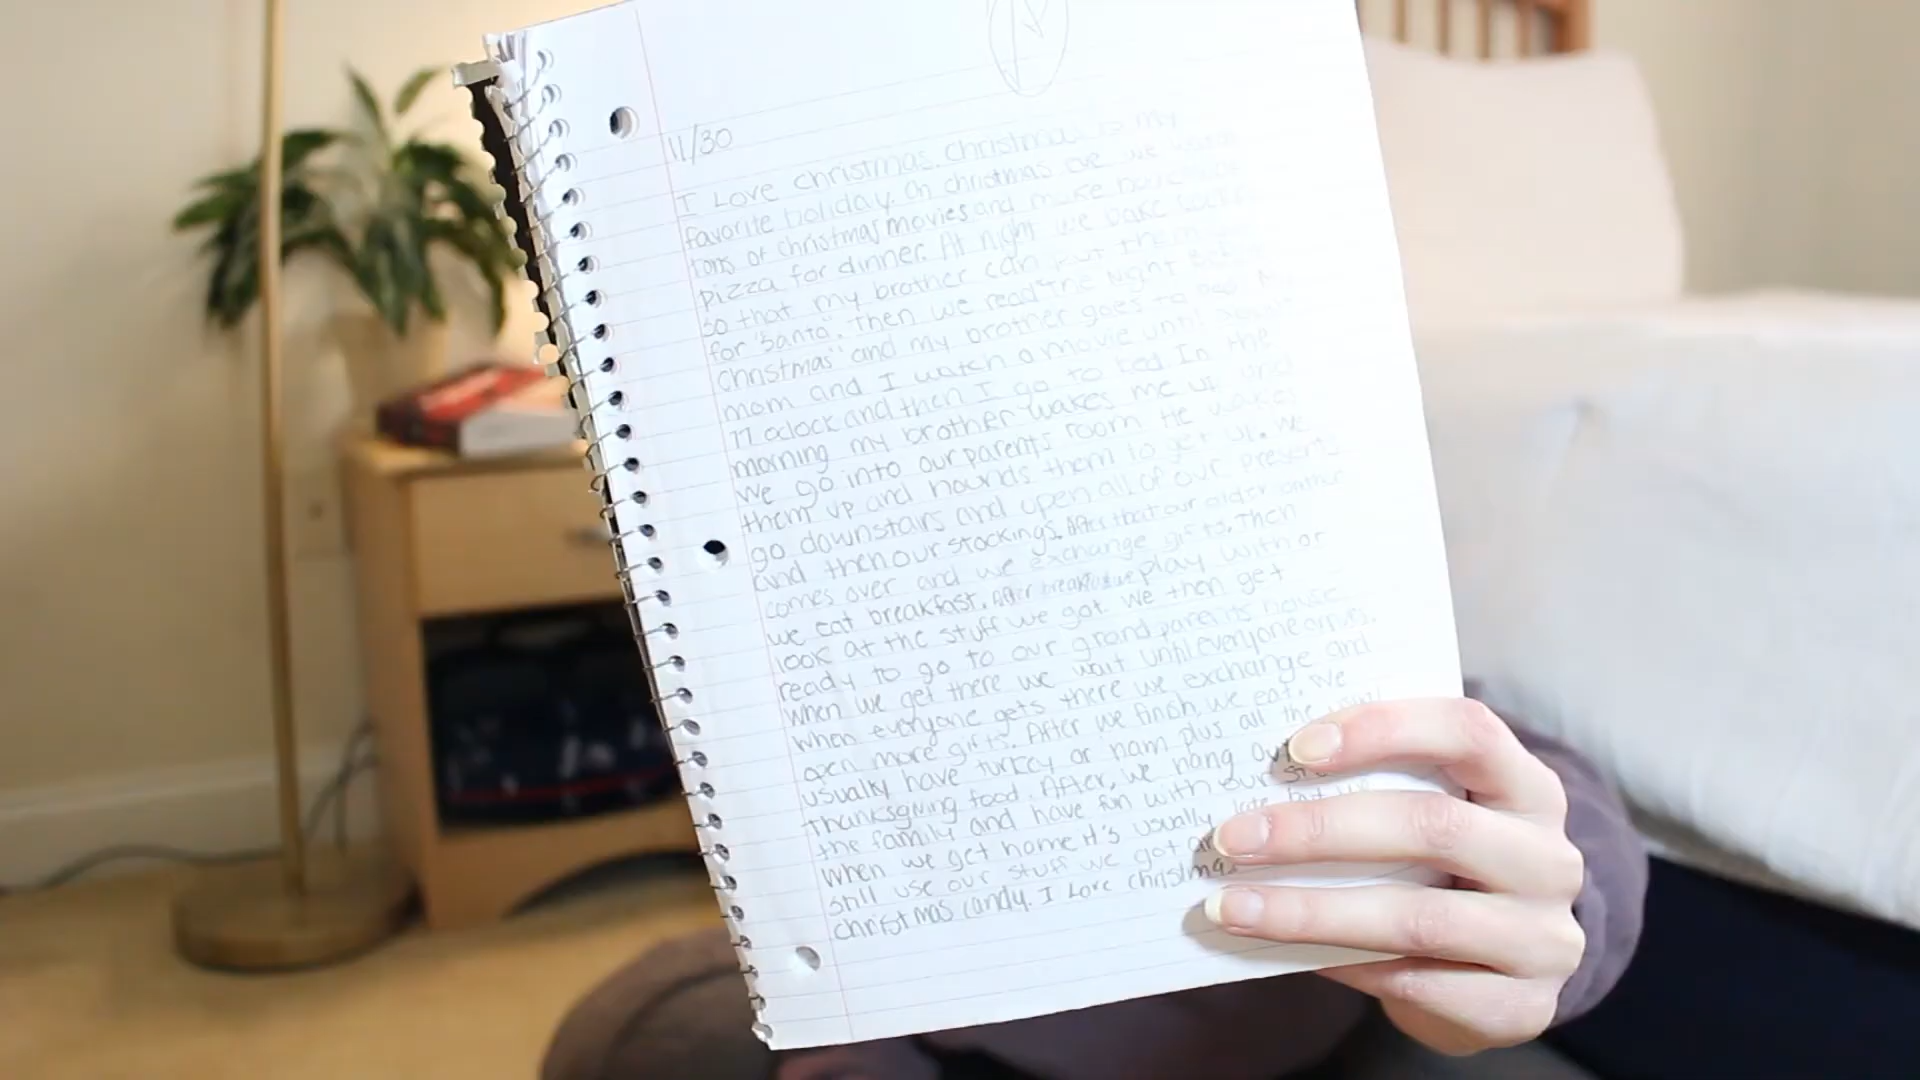 11/30
I Love christmas. Christmas is my
favorite holiday. On christmas eve we
tons of christmas movies and make homemade
pizza for dinner. At night we bake cookies
so that my brother can put them
for "Santa". Then we read "The Night Before
Christmas" and my brother goes to bed. My
mom and I watch a movie until about
11 oclock and then I go to bed In the
morning my brother wakes me up and
we go into our parents room He wakes
them up and hounds them to get up. We
go downstairs and open all of our presents
and then our stockings. After that our older brother
comes over and we exchange gifts. Then
we eat breakfast. After breakfast we play with or
look at the stuff we got. We then get
ready to go to our grandparents house
When we get there we wait until everyone arrives.
When everyone gets there we exchange and
open more gifts. After we finish, we eat. We
usually have turkey or ham plus all the
thanksgiving food. After, we hang out
the family and have fun with our
When we get home it's usually late but we
still use our stuff we got
christmas candy. I Love christmas